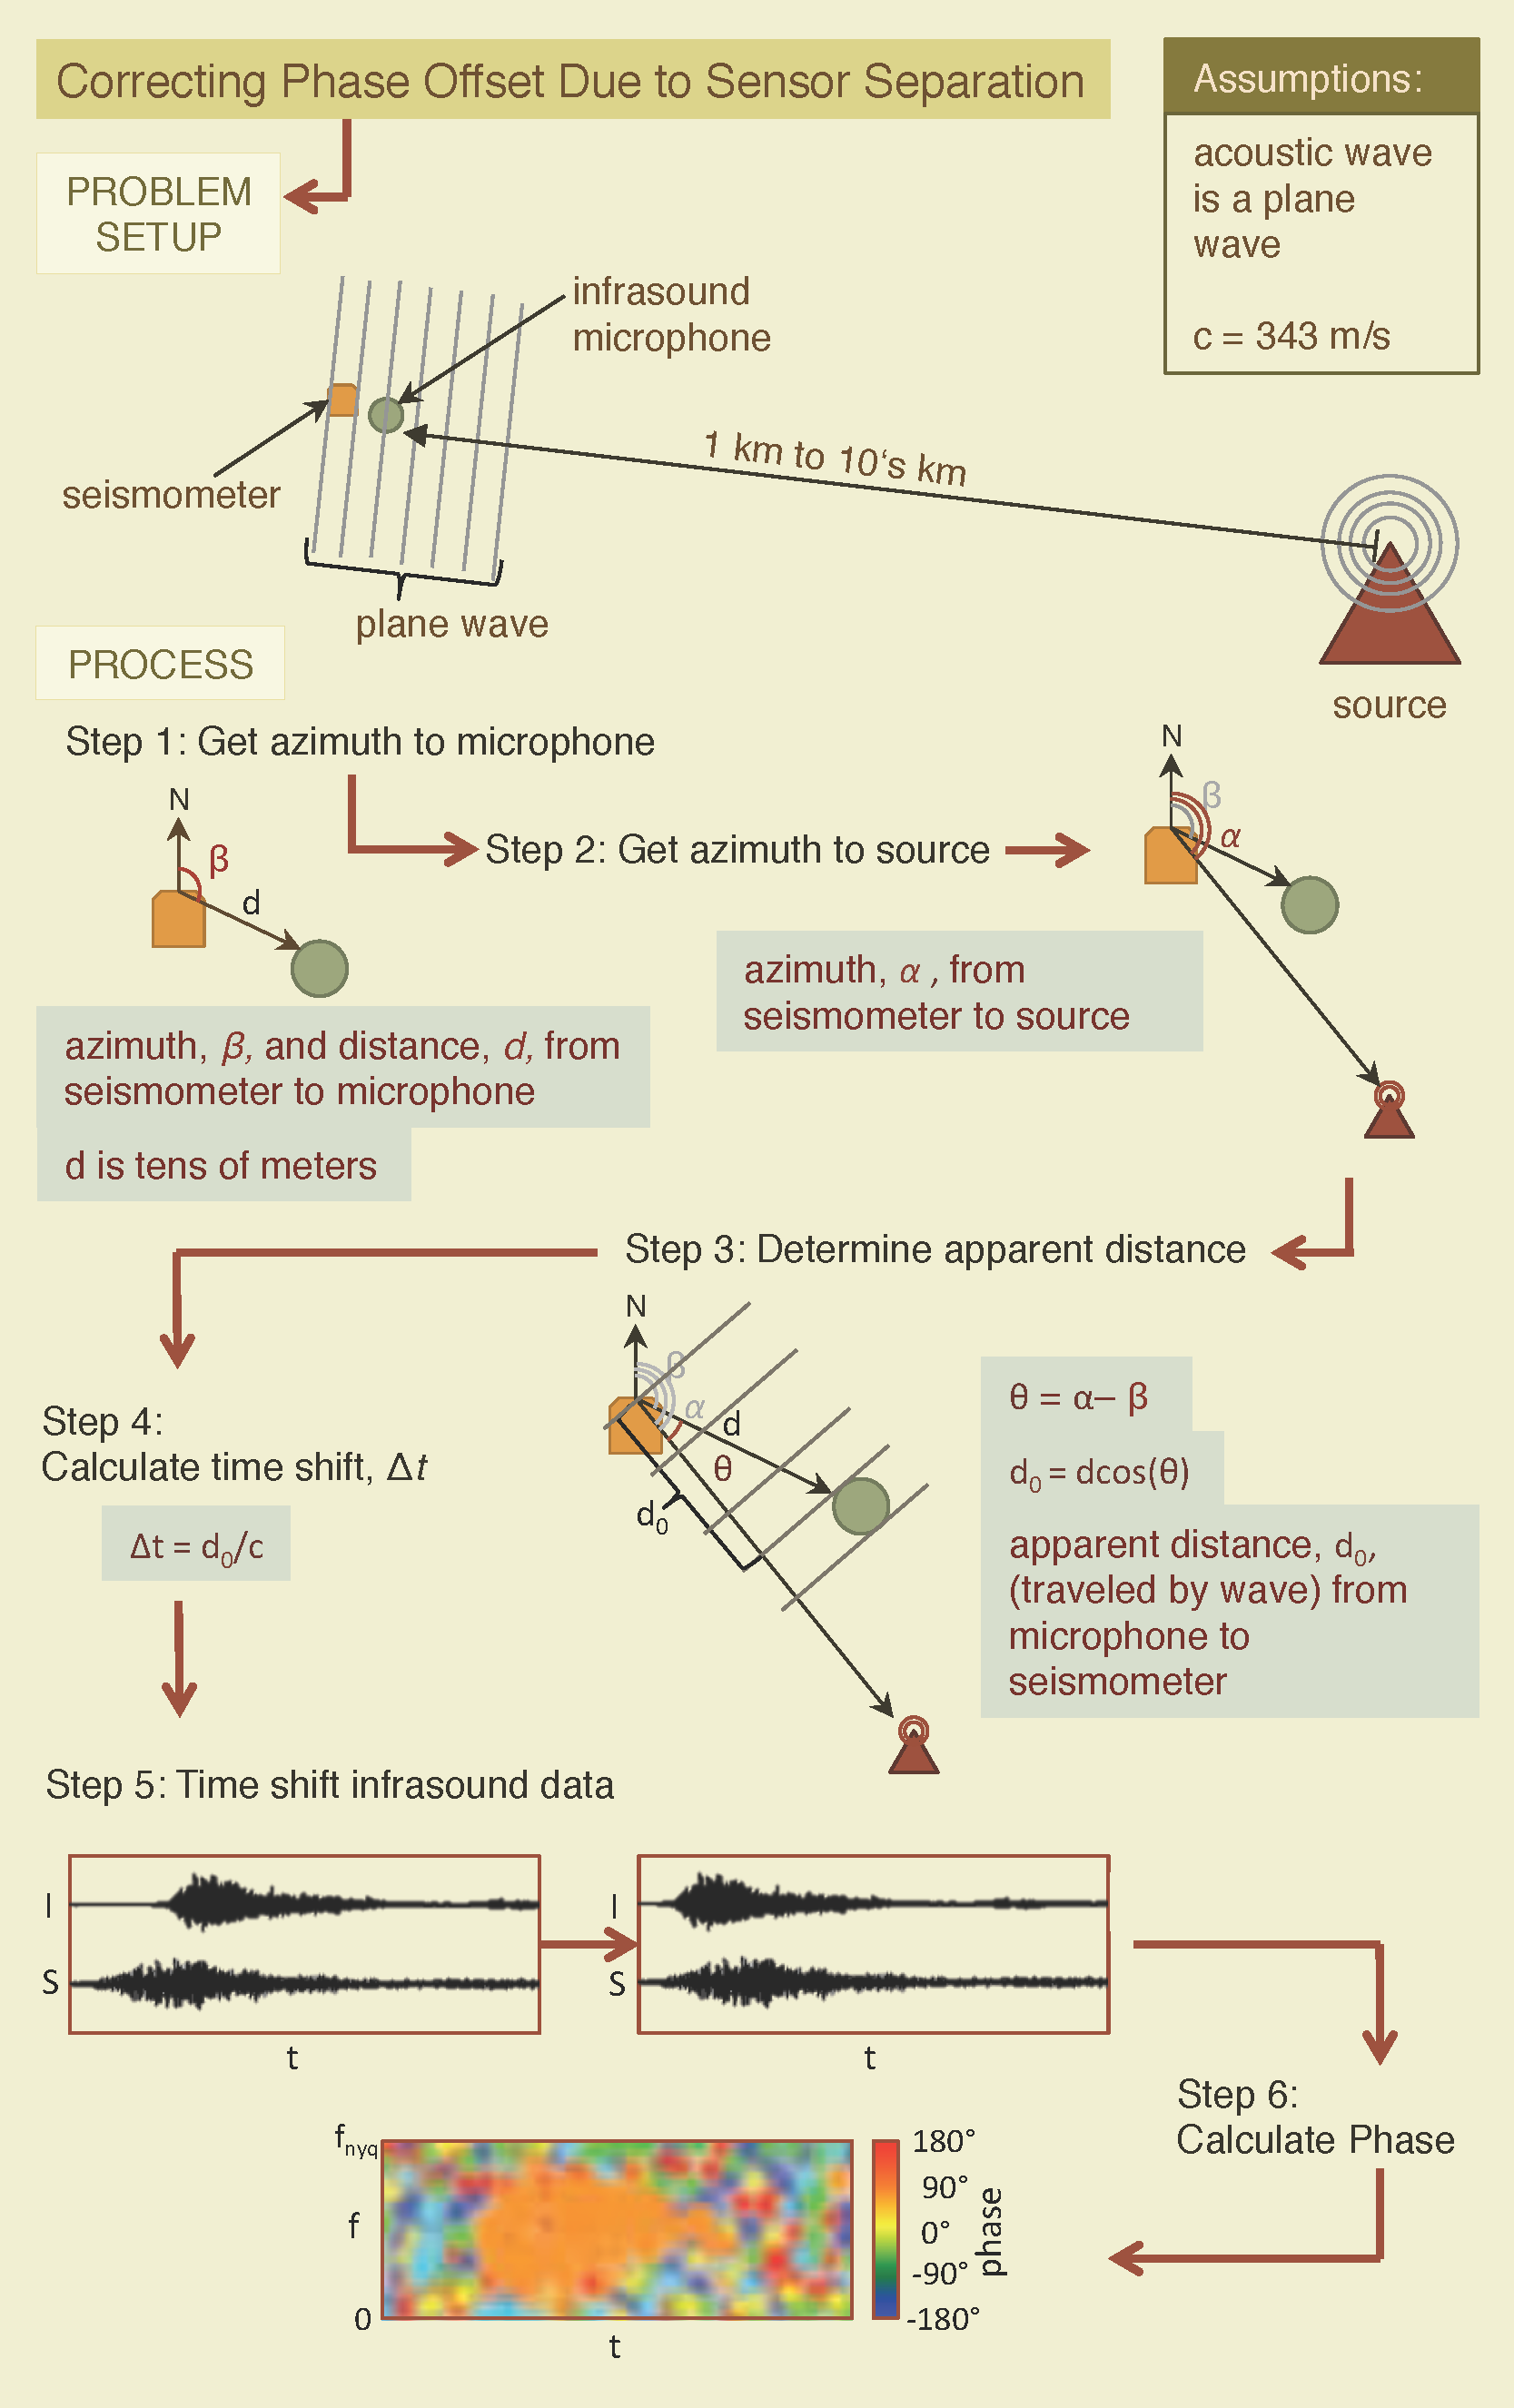 Correcting Phase Offset Due to Sensor Separation
Assumptions:
acoustic wave
is a plane
wave
c = 343 m/s
PROBLEM
SETUP
infrasound
microphone
seismometer
1 km to 10‘s km
plane wave
source
PROCESS
Step 1: Get azimuth to microphone
N
β
d
azimuth, β, and distance, d, from
seismometer to microphone
d is tens of meters
Step 2: Get azimuth to source
N
β
α
azimuth, α , from
seismometer to source
Step 3: Determine apparent distance
N
β
α
d
θ
d₀
θ = α− β
d₀ = dcos(θ)
apparent distance, d₀,
(traveled by wave) from
microphone to
seismometer
Step 4:
Calculate time shift, Δt
Δt = d₀/c
Step 5: Time shift infrasound data
I
S
t
I
S
t
Step 6:
Calculate Phase
fnyq
f
0
t
180°
90°
0°
-90°
-180°
phase